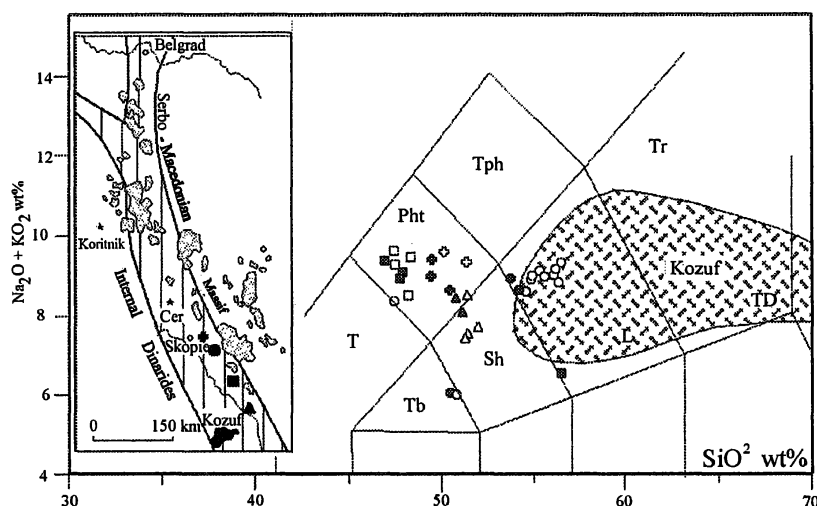 14
12
10
8
6
4
Na₂O + KO₂ wt%
30
40
50
60
70
SiO² wt%
Belgrad
Serbo - Macedonian Massif
Koritnik
Internal Dinarides
Cer
Skopie
Kozuf
0 150 km
Tph
Tr
Pht
T
Tb
Sh
L
Kozuf
TD